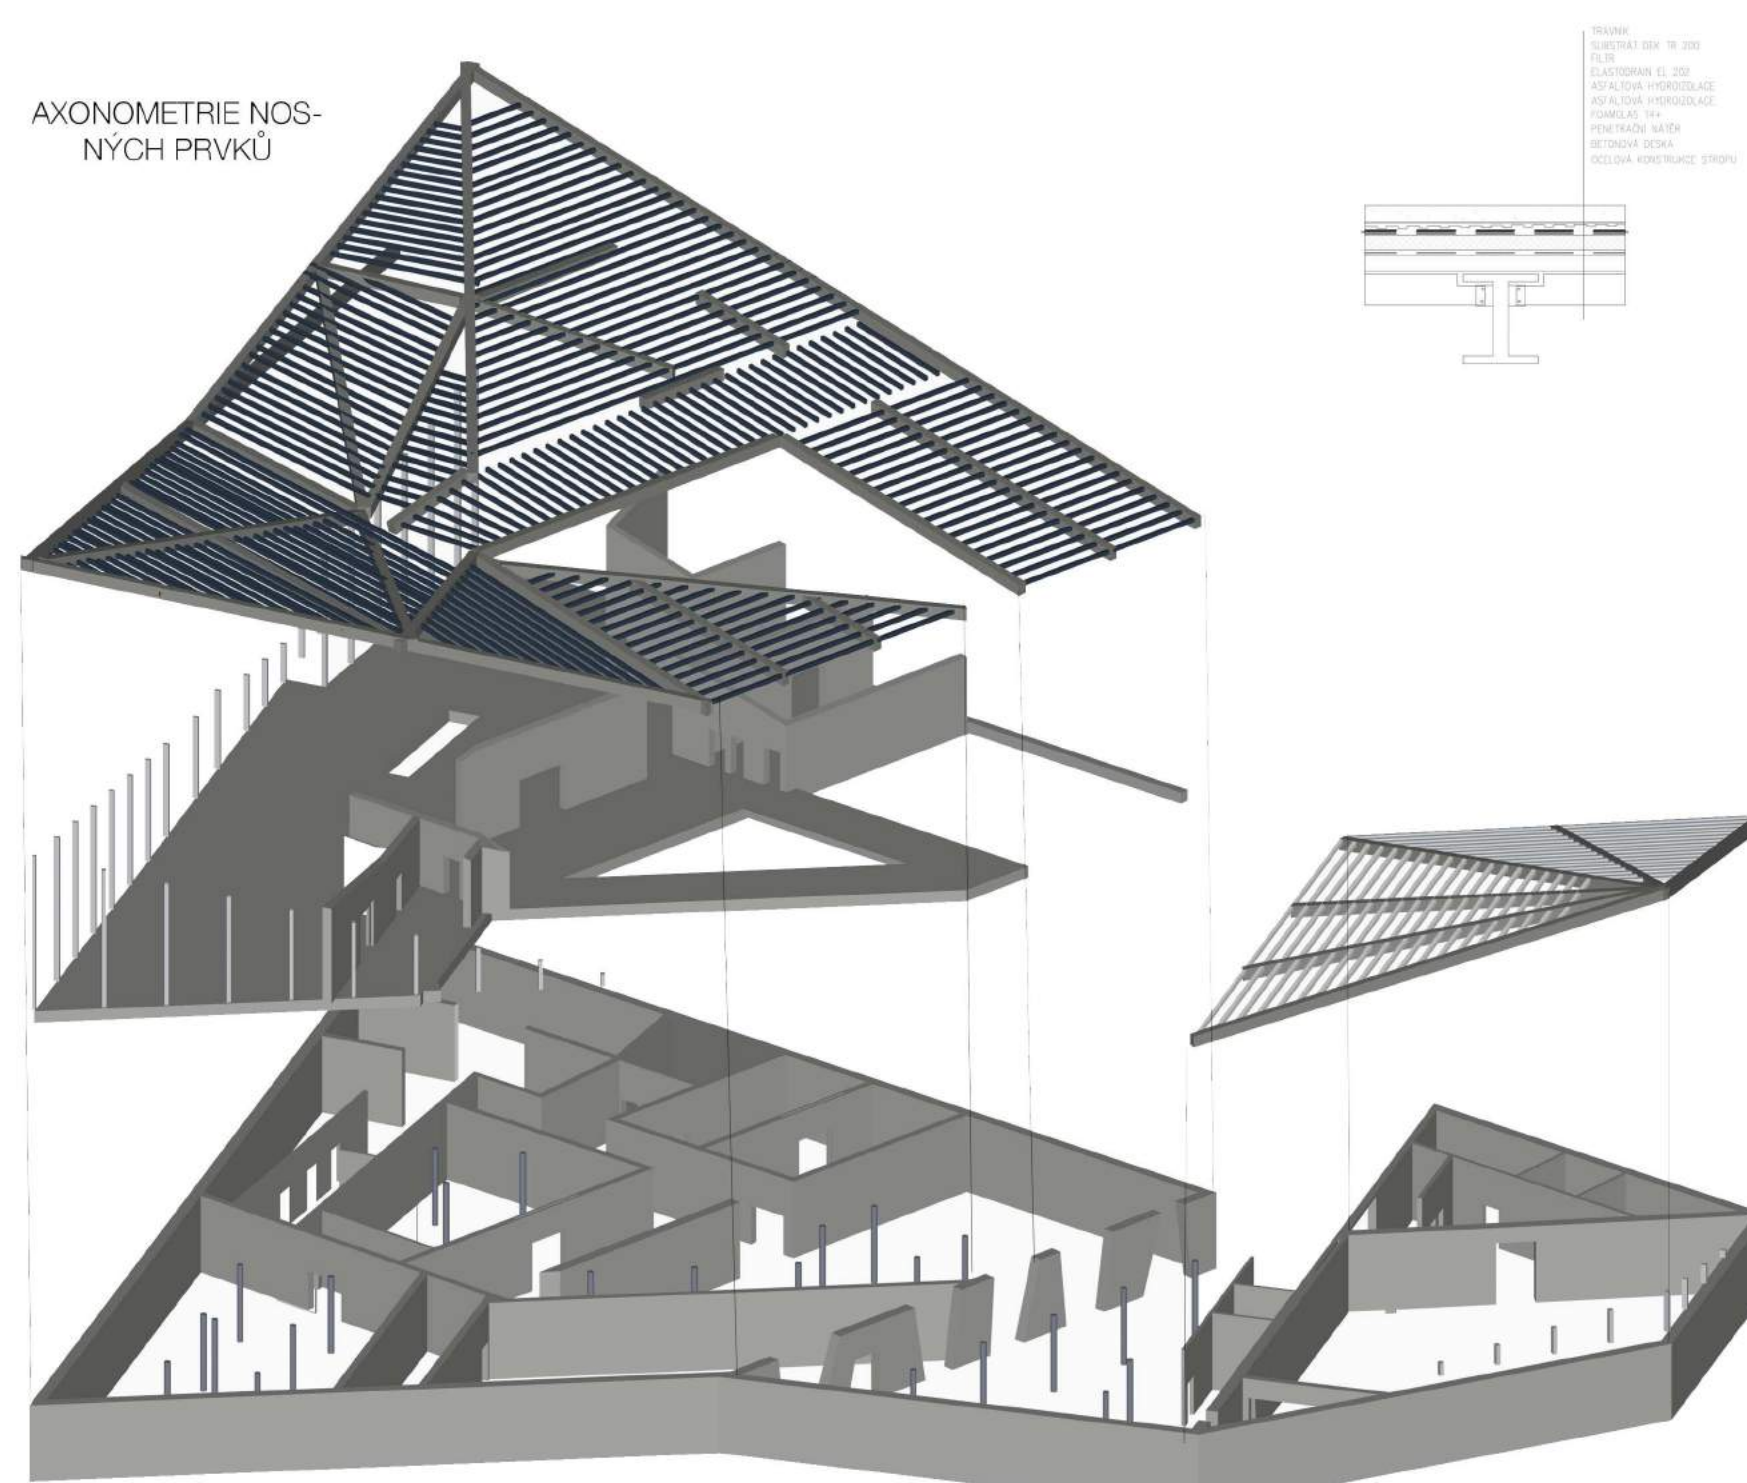 AXONOMETRIE NOS-
NÝCH PRVKŮ
TRÁVNÍK
SUBSTRÁT DEK TR 200
FILTR
ELASTODRAIN EL 202
ASFALTOVÁ HYDROIZOLACE
ASFALTOVÁ HYDROIZOLACE
FOAMGLAS T4+
PENETRAČNÍ NÁTĚR
BETONOVÁ DESKA
OCELOVÁ KONSTRUKCE STROPU